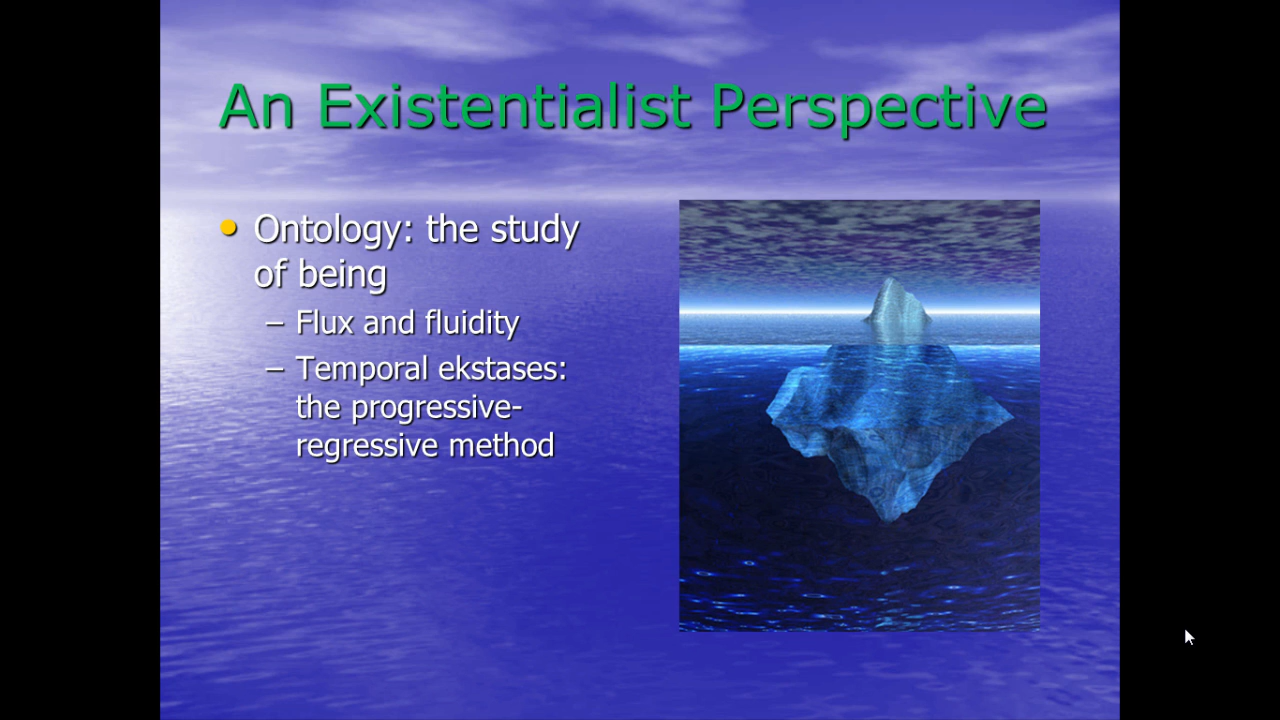 An Existentialist Perspective
• Ontology: the study
of being
– Flux and fluidity
– Temporal ekstases:
the progressive-
regressive method